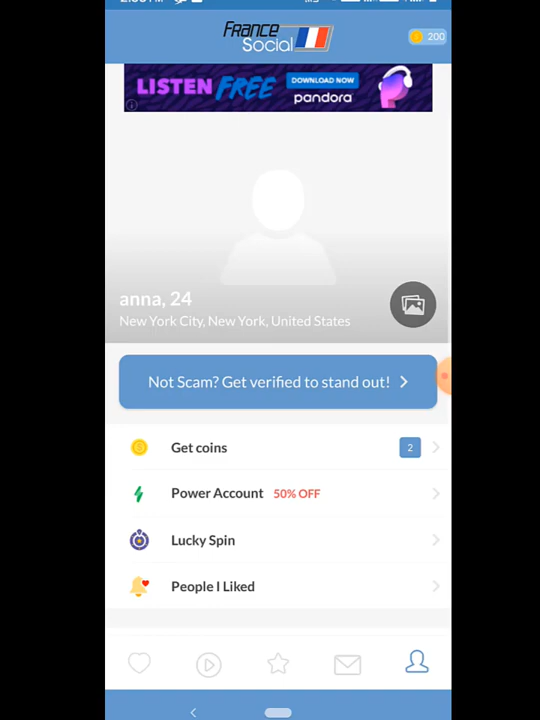 France
Social
200
LISTEN FREE
DOWNLOAD NOW
pandora
anna, 24
New York City, New York, United States
Not Scam? Get verified to stand out!
Get coins
2
Power Account 50% OFF
Lucky Spin
People I Liked